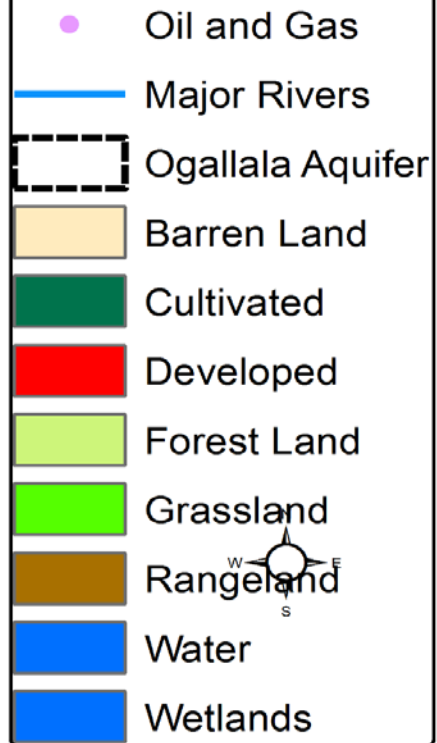 Oil and Gas
Major Rivers
Ogallala Aquifer
Barren Land
Cultivated
Developed
Forest Land
Grassland
N
W
E
Rangeland
S
Water
Wetlands